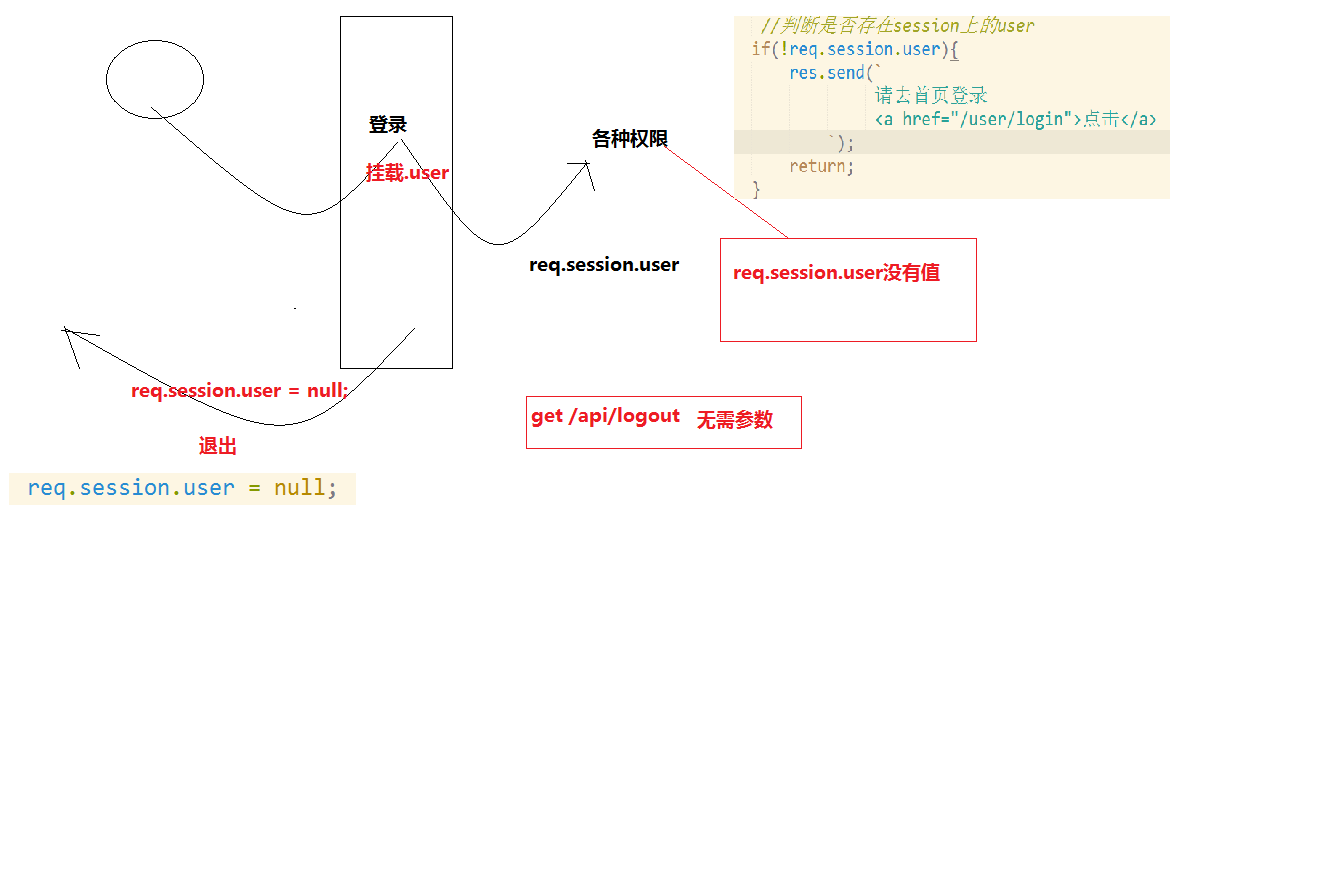 //判断是否存在session上的user
if(!req.session.user){
res.send(`
请去首页登录
<a href="/user/login">点击</a>
`);
return;
}
登录
挂载.user
各种权限
req.session.user
req.session.user没有值
req.session.user = null;
退出
get /api/logout 无需参数
req.session.user = null;